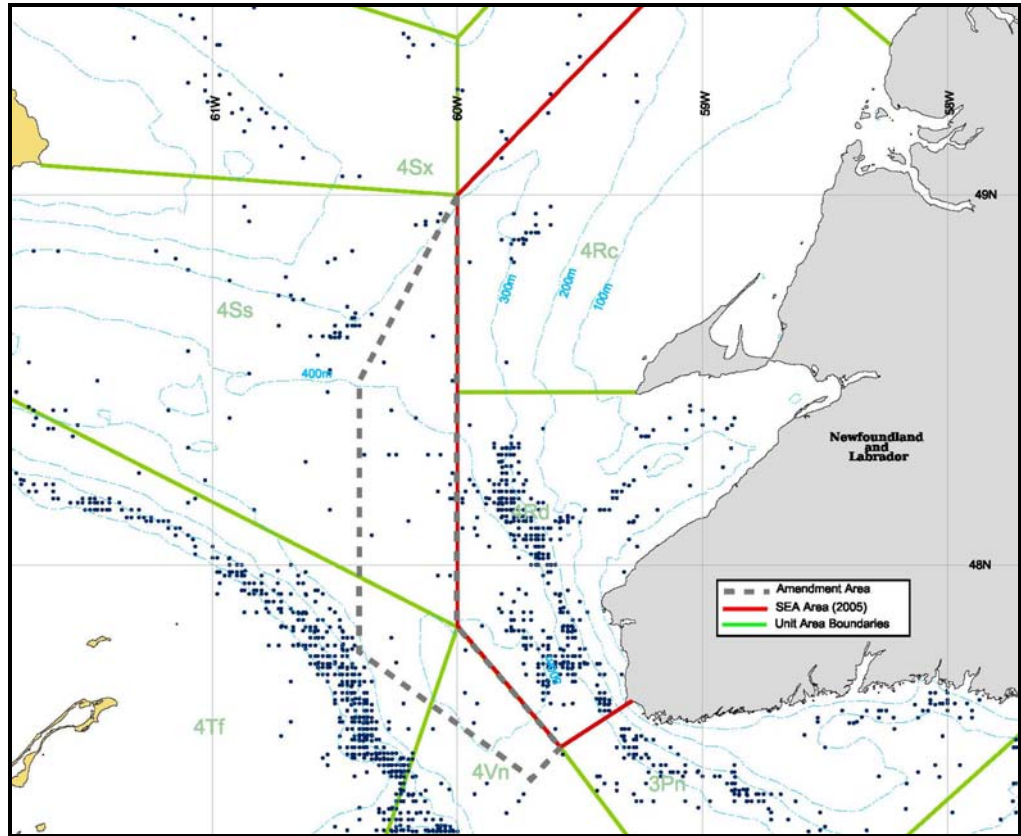 61W
60W
59W
58W
4Sx
49N
4Rc
300m
200m
100m
4Ss
400m
Newfoundland
and
Labrador
4Rd
48N
Amendment Area
SEA Area (2005)
Unit Area Boundaries
4Tf
4Vn
3Pn